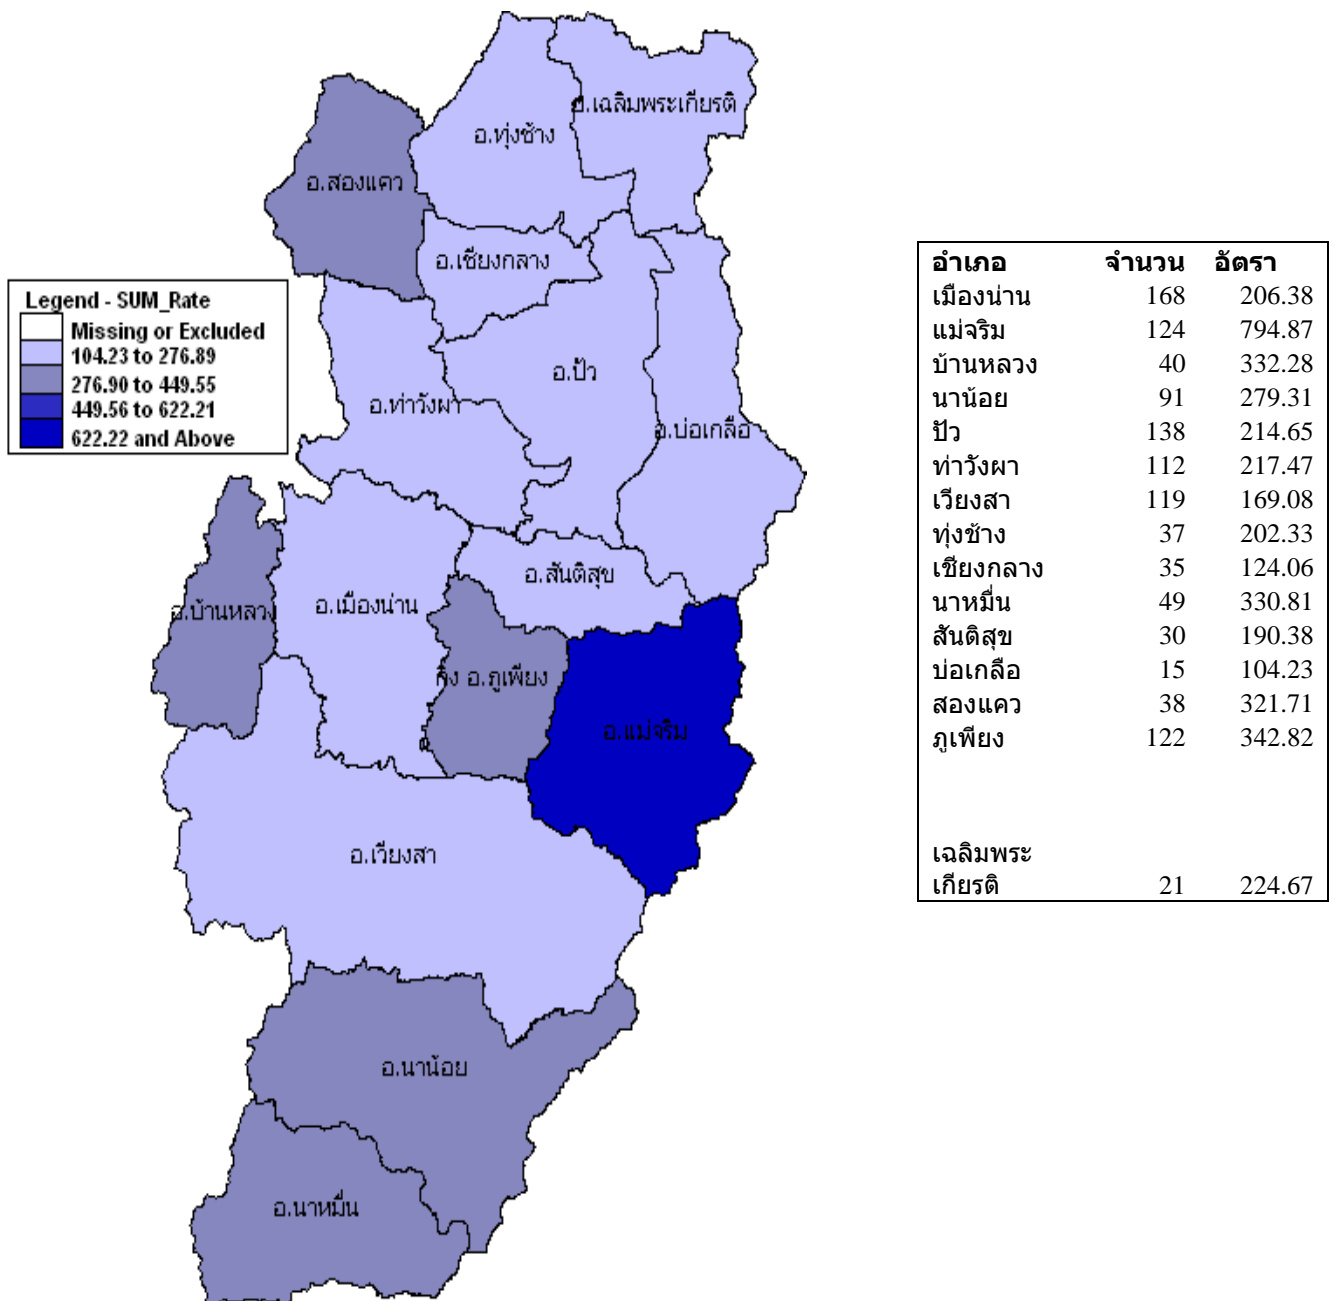 อ.เฉลิมพระเกียรติ
อ.ทุ่งช้าง
อ.สองแคว
อ.เชียงกลาง
Legend - SUM_Rate
Missing or Excluded
104.23 to 276.89
276.90 to 449.55
449.56 to 622.21
622.22 and Above
อ.ปัว
อ.ท่าวังผา
อ.บ่อเกลือ
อ.สันติสุข
อ.บ้านหลวง
อ.เมืองน่าน
กิ่ง อ.ภูเพียง
อ.แม่จริม
อ.เวียงสา
อ.นาน้อย
อ.นาหมื่น
อำเภอ จำนวน อัตรา
เมืองน่าน 168 206.38
แม่จริม 124 794.87
บ้านหลวง 40 332.28
นาน้อย 91 279.31
ปัว 138 214.65
ท่าวังผา 112 217.47
เวียงสา 119 169.08
ทุ่งช้าง 37 202.33
เชียงกลาง 35 124.06
นาหมื่น 49 330.81
สันติสุข 30 190.38
บ่อเกลือ 15 104.23
สองแคว 38 321.71
ภูเพียง 122 342.82
เฉลิมพระ
เกียรติ 21 224.67